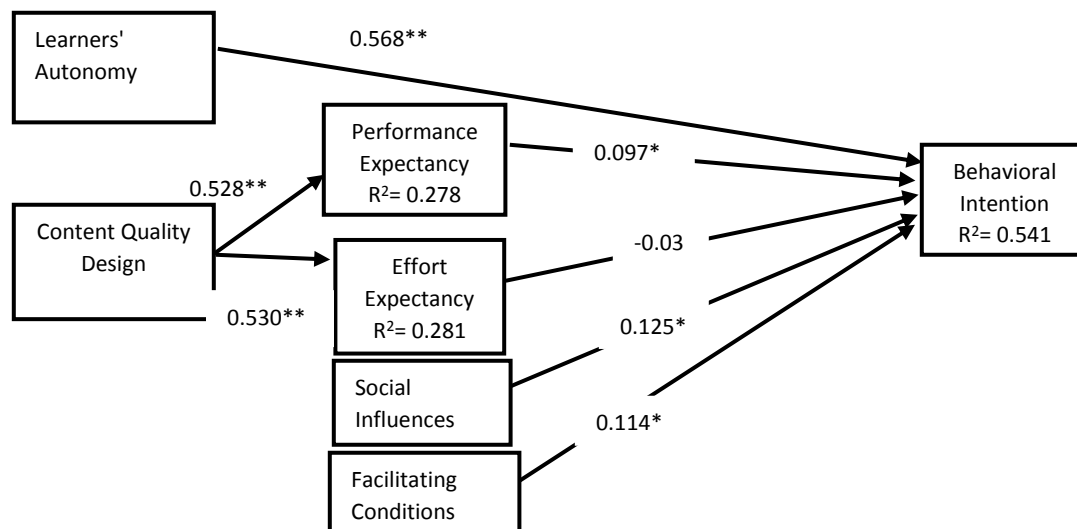 Learners'
Autonomy
0.568**
Performance
Expectancy
R²= 0.278
0.097*
Behavioral
Intention
R²= 0.541
0.528**
Content Quality
Design
-0.03
Effort
Expectancy
R²= 0.281
0.530**
0.125*
Social
Influences
0.114*
Facilitating
Conditions